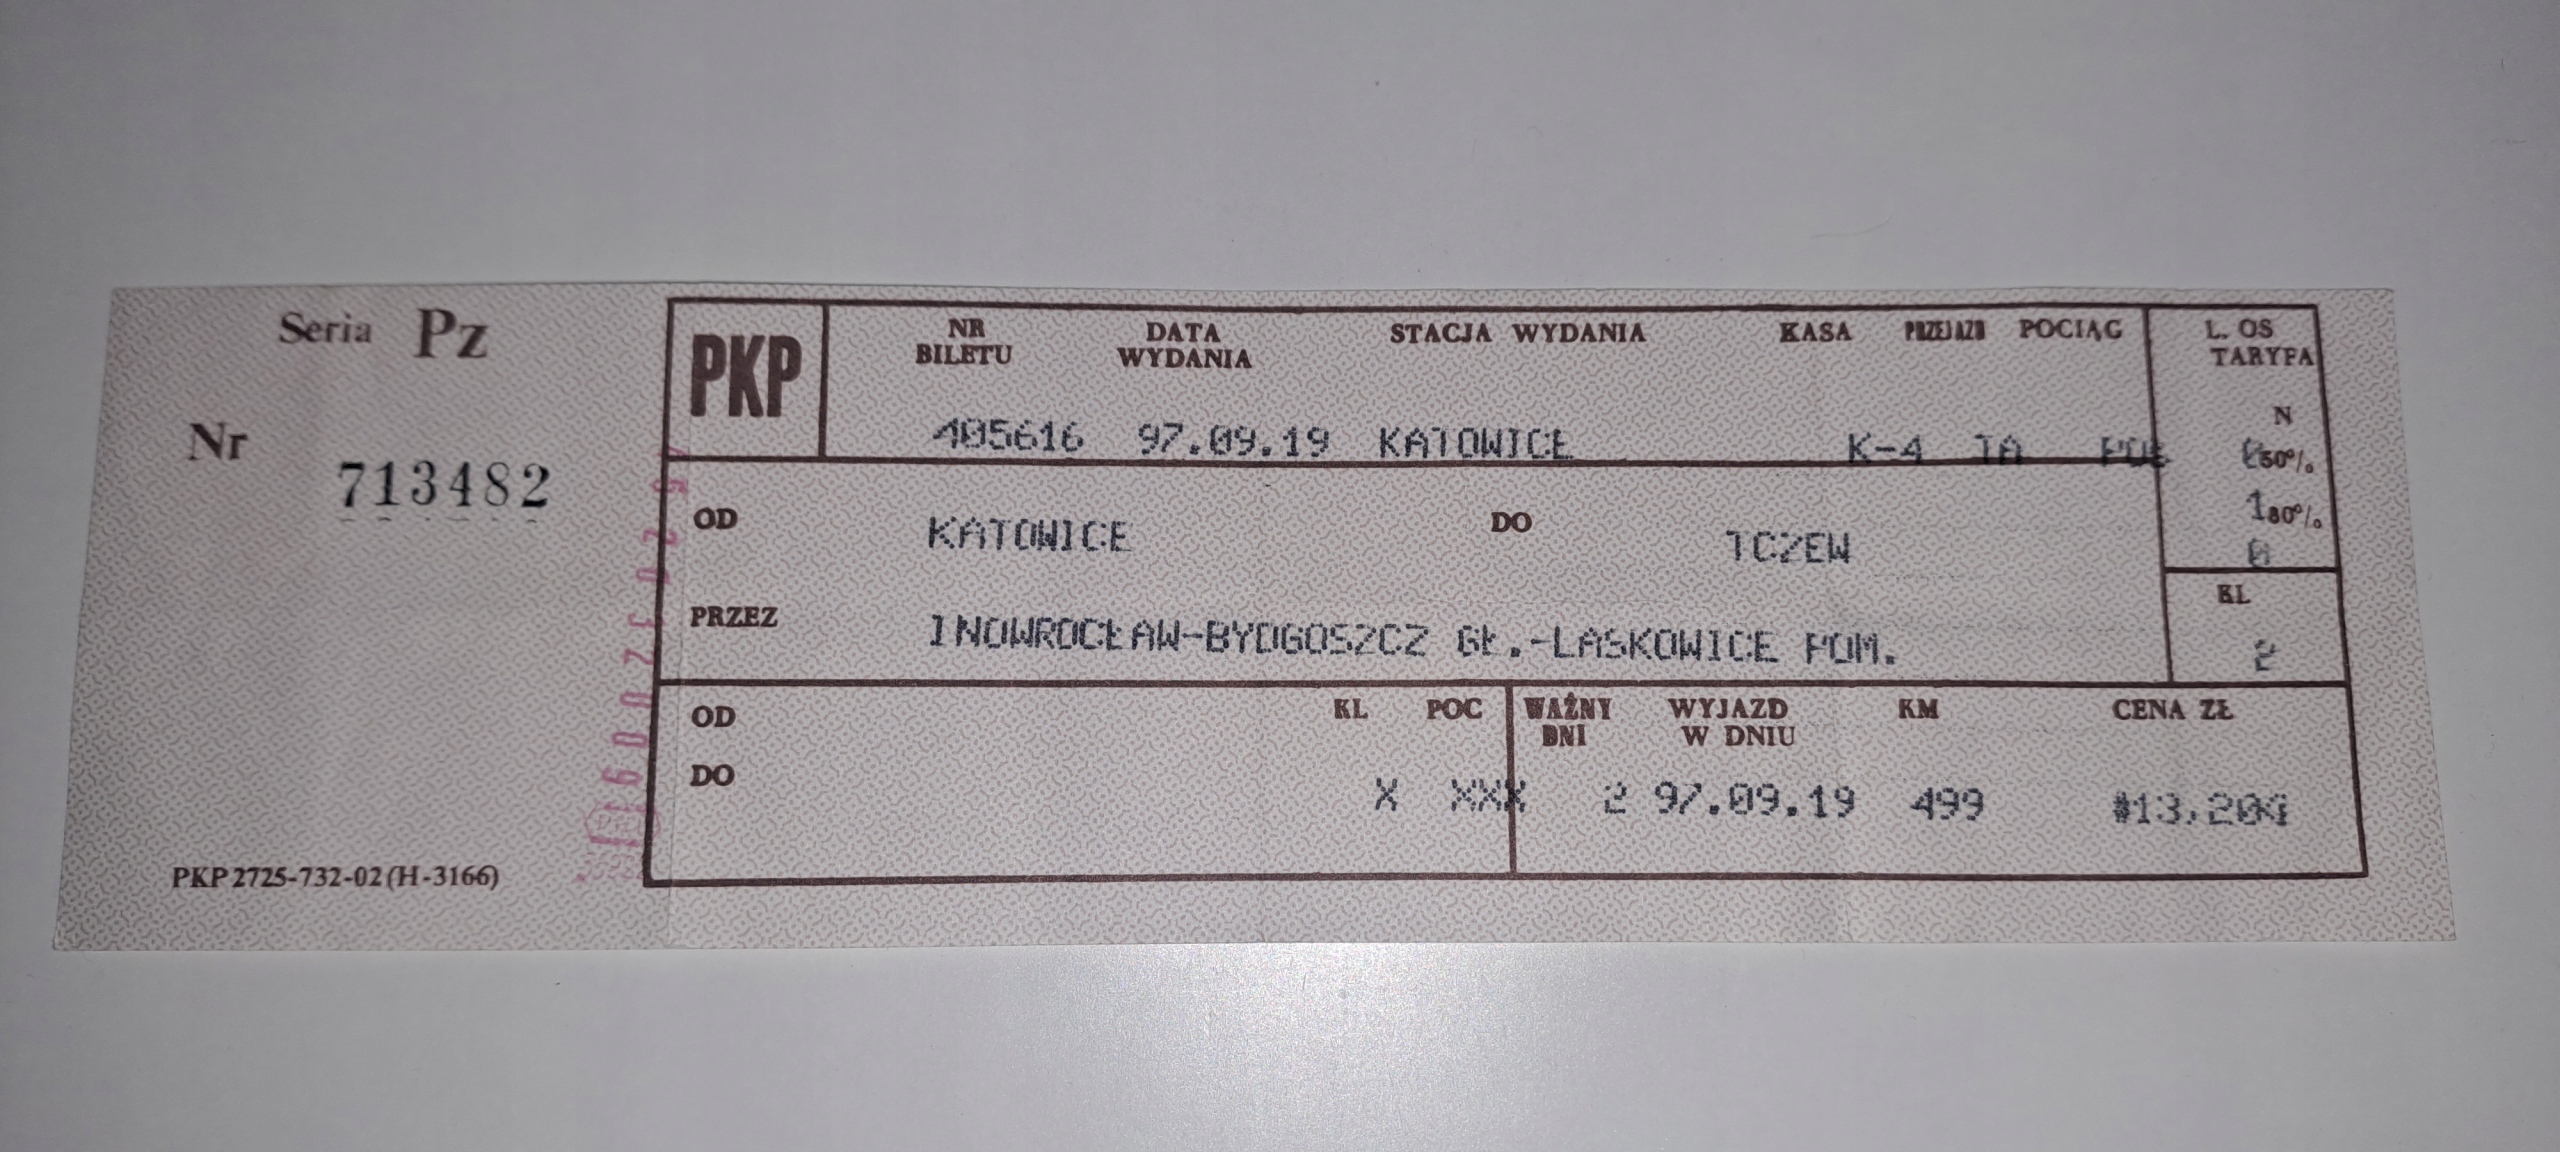 Seria Pz
Nr
713482
PKP 2725-732-02 (H-3166)
PKP
NR BILETU DATA WYDANIA STACJA WYDANIA KASA PRZEJAZD POCIĄG
405616 97.09.19 KATOWICE K-4 TA
L. OS
TARYFA
N
50%
1 80%
0
OD KATOWICE DO TCZEW
PRZEZ INOWROCŁAW-BYDGOSZCZ GŁ.-LASKOWICE POM.
KL
2
OD KL POC WAŻNY DNI WYJAZD W DNIU KM CENA ZŁ
DO X XXX 2 97.09.19 499